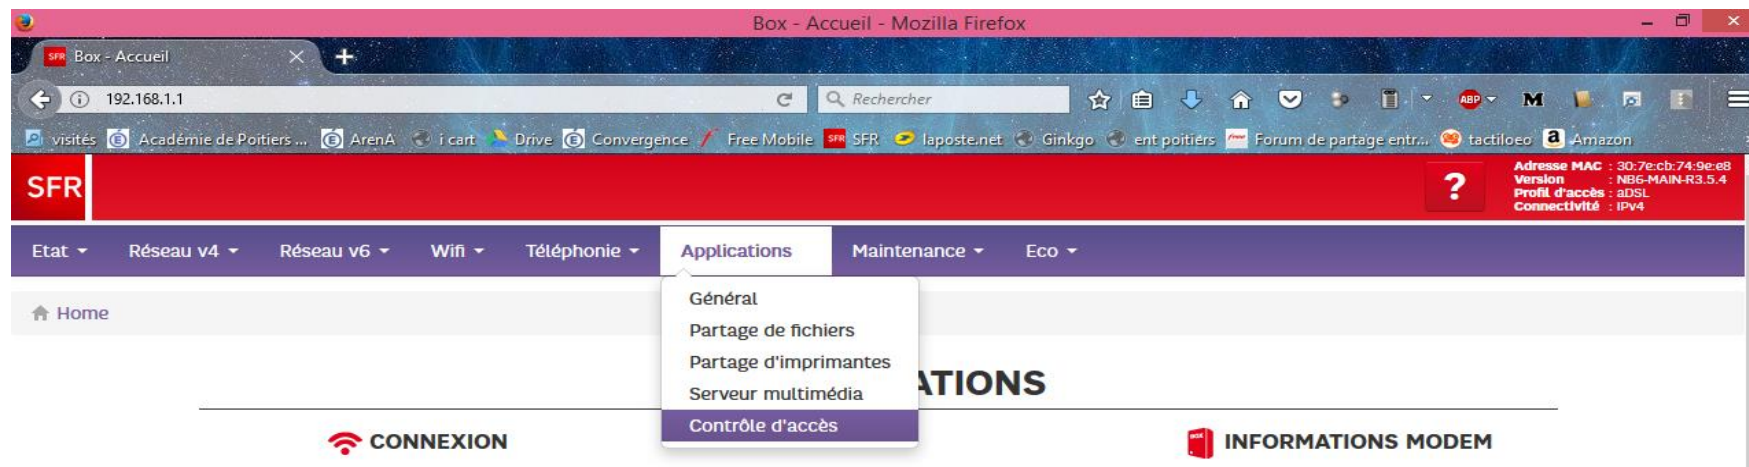 Box - Accueil - Mozilla Firefox
SFR Box - Accueil
192.168.1.1
Rechercher
ABP
M
visités Académie de Poitiers ... ArenA i cart Drive Convergence Free Mobile SFR SFR laposte.net Ginkgo ent poitiers free Forum de partage entr... tactileo a Amazon
SFR
?
Adresse MAC : 30:7e:cb:74:9e:e8
Version : NB6-MAIN-R3.5.4
Profil d'accès : aDSL
Connectivité : IPv4
Etat Réseau v4 Réseau v6 Wifi Téléphonie Applications Maintenance Eco
Home
Général
Partage de fichiers
Partage d'imprimantes
Serveur multimédia
Contrôle d'accès
ATIONS
CONNEXION
INFORMATIONS MODEM